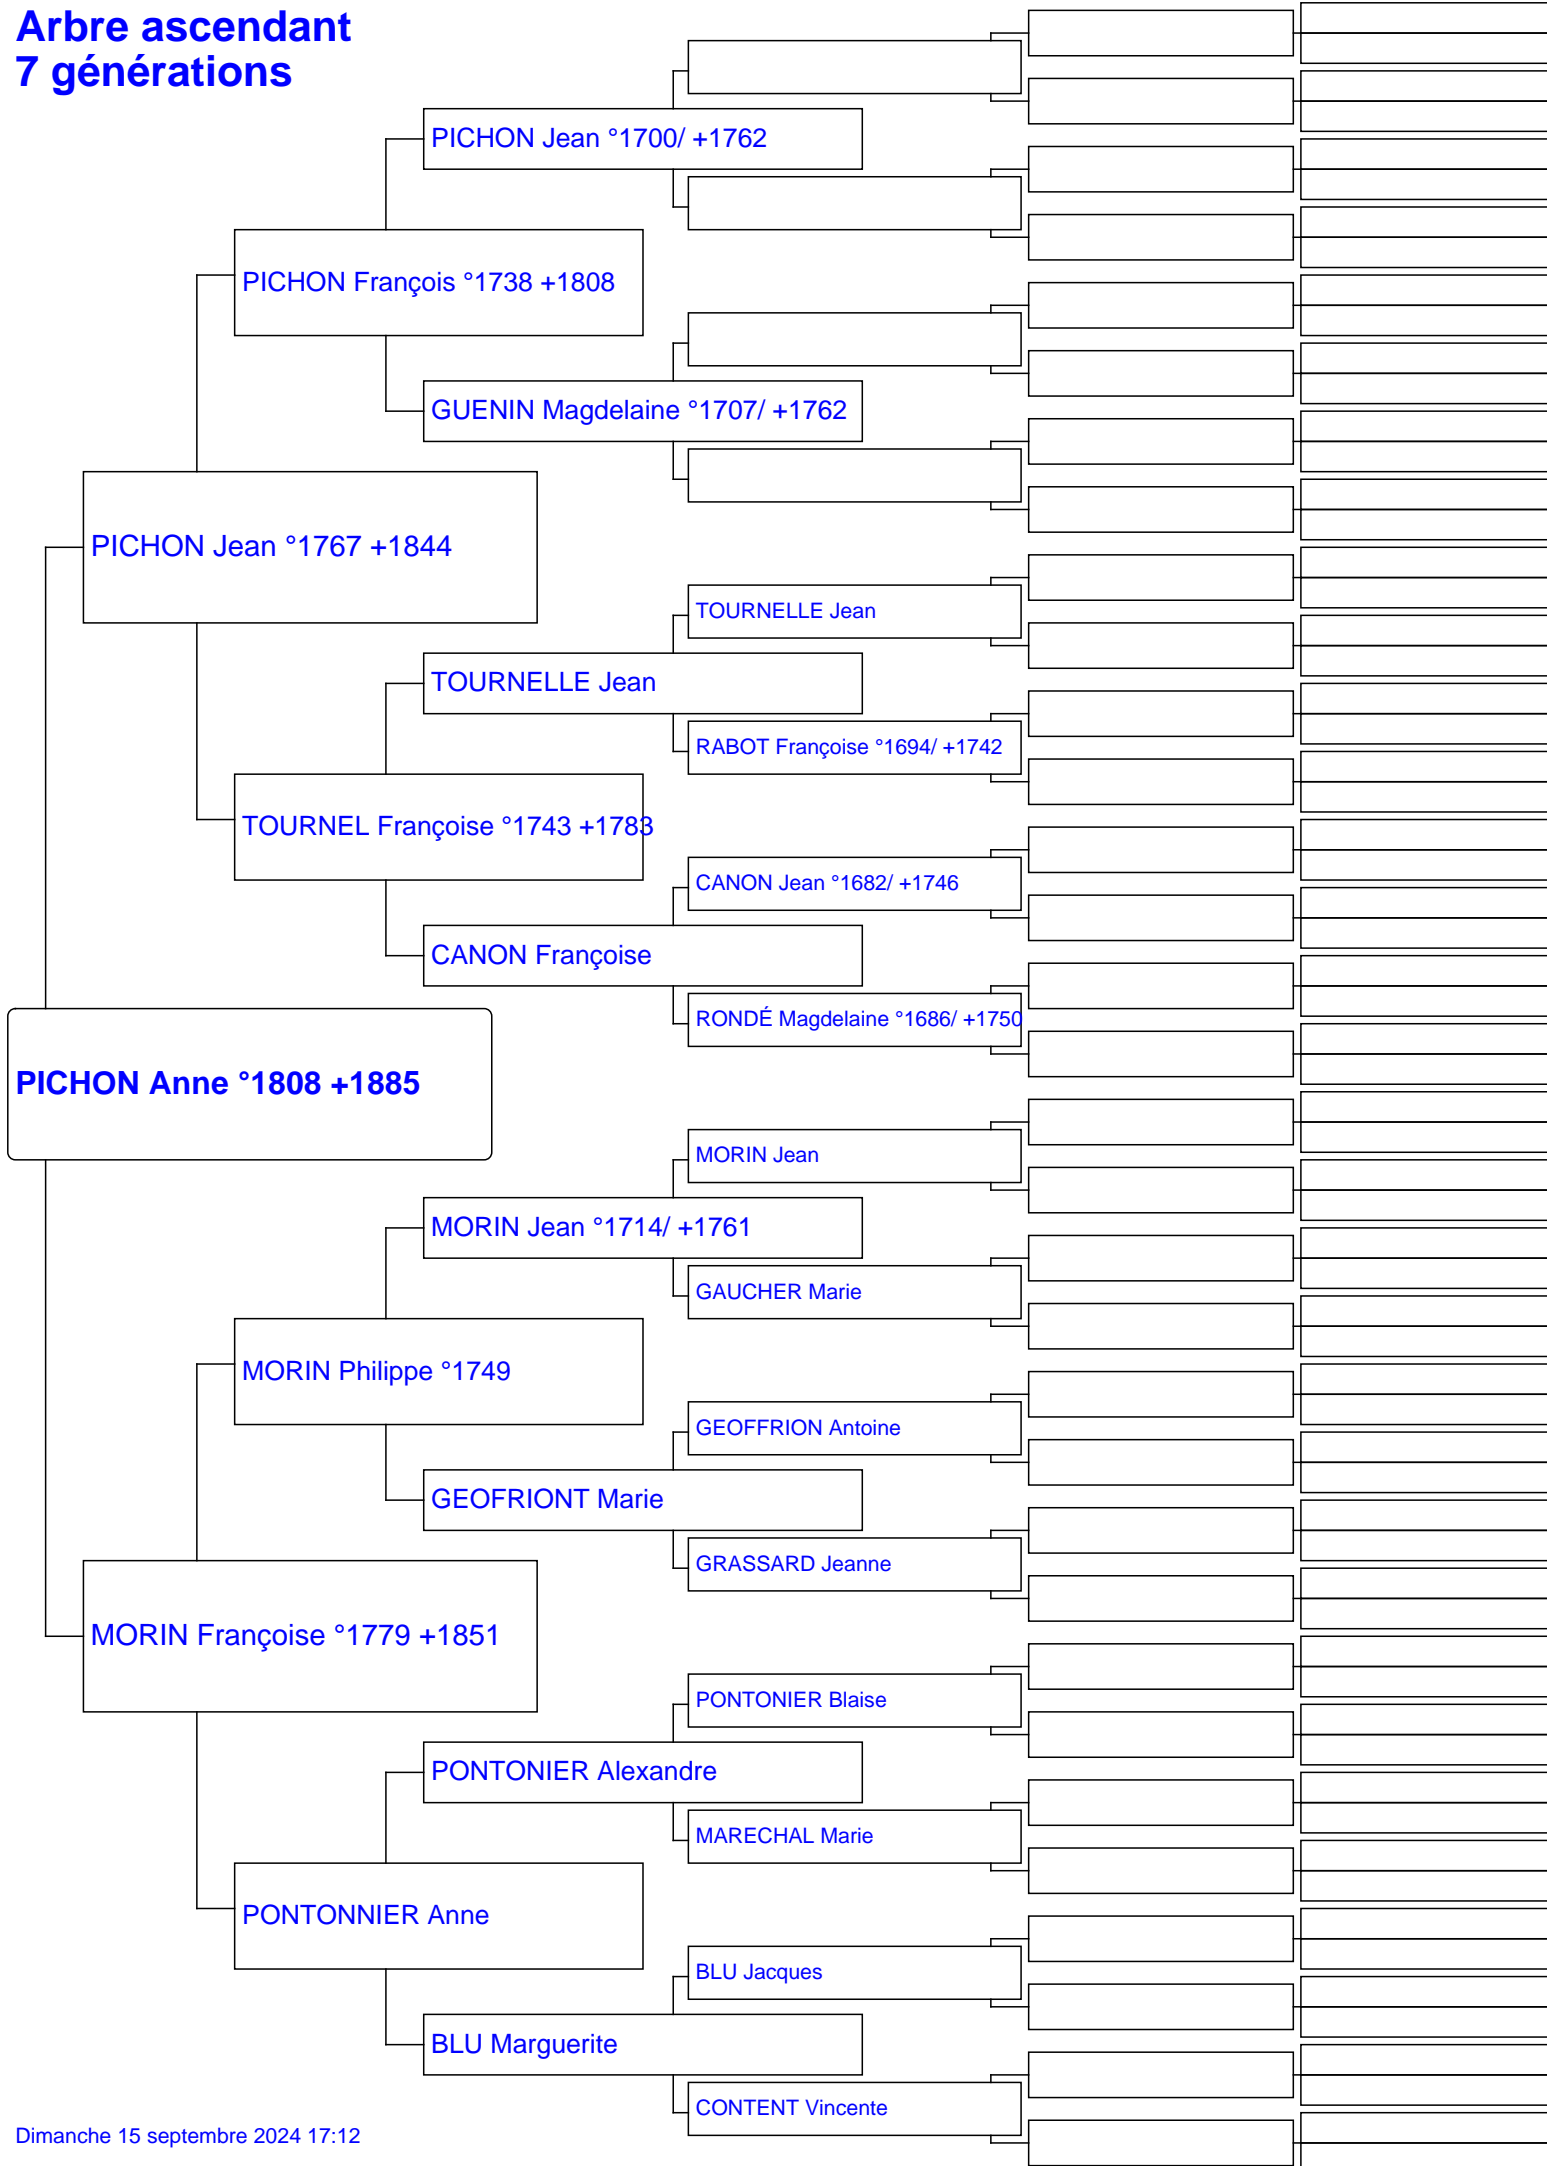 Arbre ascendant
7 générations
PICHON Jean °1700/ +1762
PICHON François °1738 +1808
GUENIN Magdelaine °1707/ +1762
PICHON Jean °1767 +1844
TOURNELLE Jean
TOURNELLE Jean
RABOT Françoise °1694/ +1742
TOURNEL Françoise °1743 +1783
CANON Jean °1682/ +1746
CANON Françoise
RONDÉ Magdelaine °1686/ +1750
PICHON Anne °1808 +1885
MORIN Jean
MORIN Jean °1714/ +1761
GAUCHER Marie
MORIN Philippe °1749
GEOFFRION Antoine
GEOFRIONT Marie
GRASSARD Jeanne
MORIN Françoise °1779 +1851
PONTONIER Blaise
PONTONIER Alexandre
MARECHAL Marie
PONTONNIER Anne
BLU Jacques
BLU Marguerite
CONTENT Vincente
Dimanche 15 septembre 2024 17:12